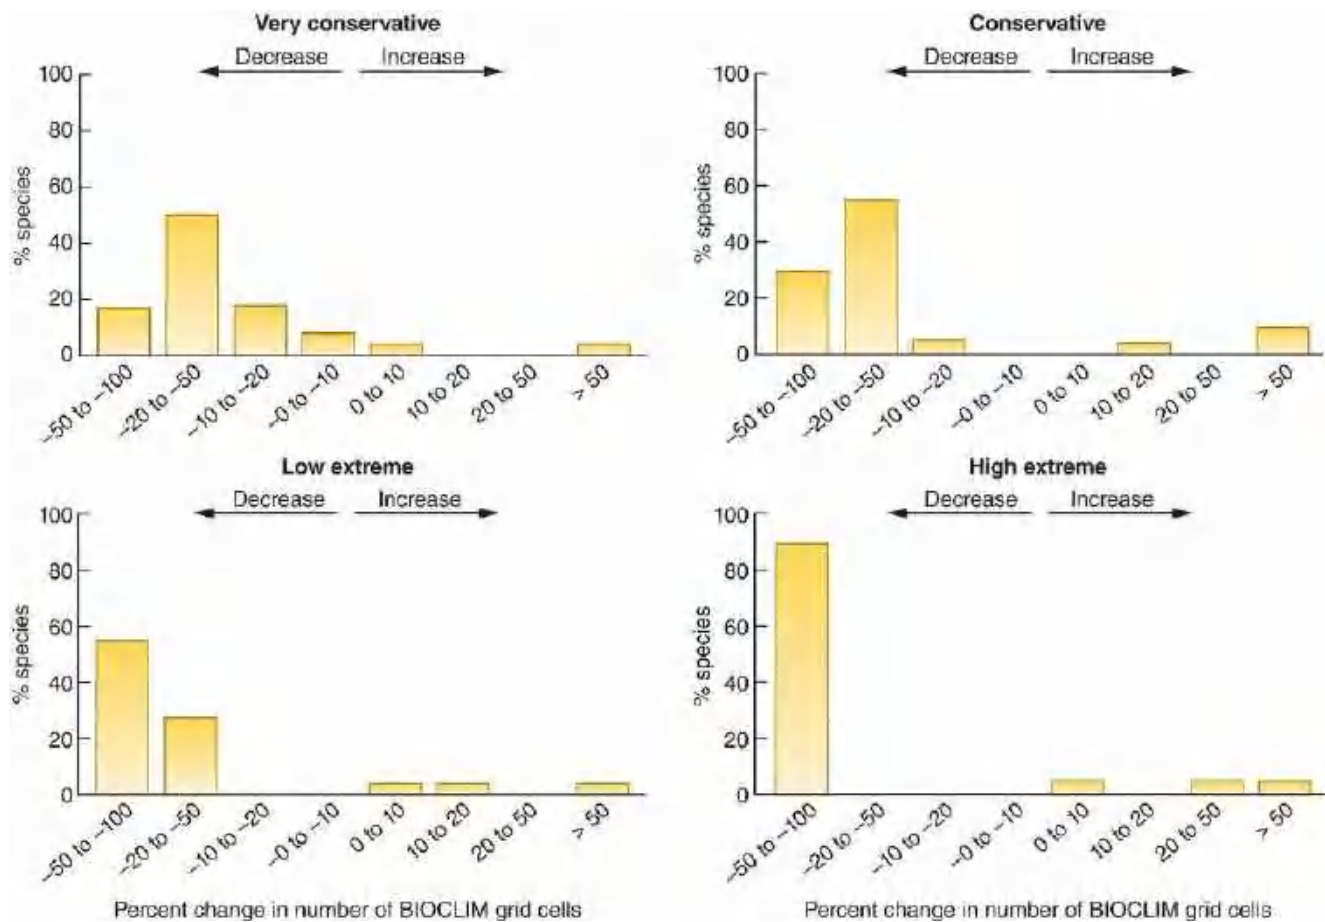 Very conservative
Decrease Increase
100
80
60
40
20
0
% species
-50 to -100
-20 to -50
-10 to -20
-0 to -10
0 to 10
10 to 20
20 to 50
> 50
Conservative
Decrease Increase
100
80
60
40
20
0
% species
-50 to -100
-20 to -50
-10 to -20
-0 to -10
0 to 10
10 to 20
20 to 50
> 50
Low extreme
Decrease Increase
100
80
60
40
20
0
% species
-50 to -100
-20 to -50
-10 to -20
-0 to -10
0 to 10
10 to 20
20 to 50
> 50
Percent change in number of BIOCLIM grid cells
High extreme
Decrease Increase
100
80
60
40
20
0
% species
-50 to -100
-20 to -50
-10 to -20
-0 to -10
0 to 10
10 to 20
20 to 50
> 50
Percent change in number of BIOCLIM grid cells